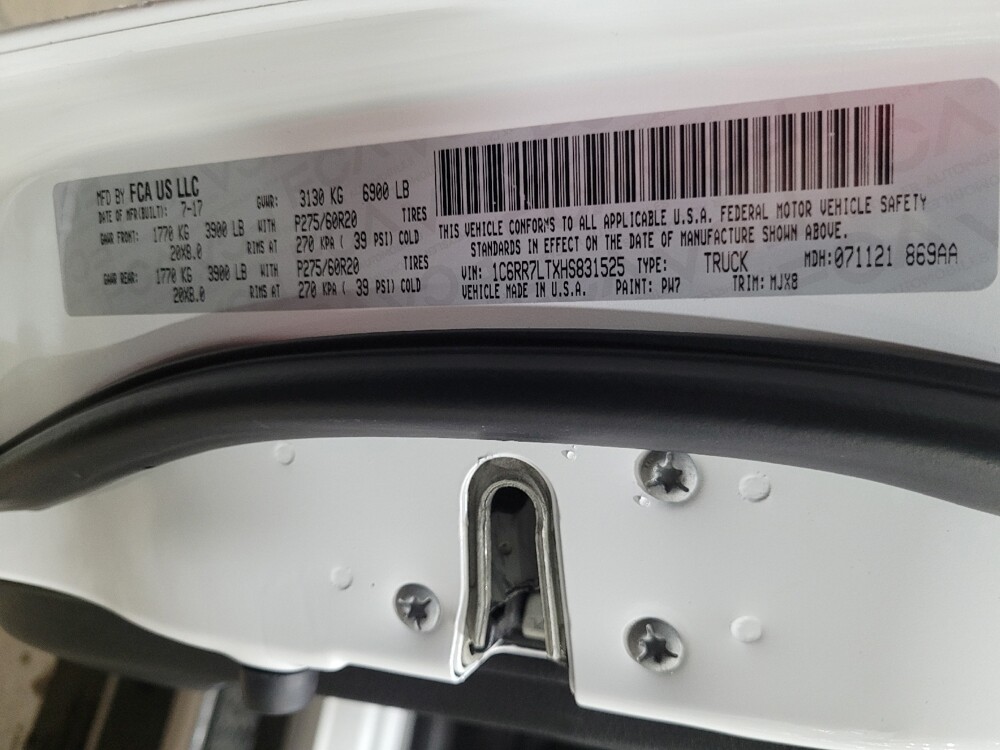 MFD BY FCA US LLC GVWR: 3130 KG 6900 LB
DATE OF MFR(BUILT): 7-17
GAWR FRONT: 1770 KG 3900 LB WITH P275/60R20 TIRES
20X8.0 RIMS AT 270 KPA ( 39 PSI) COLD
GAWR REAR: 1770 KG 3900 LB WITH P275/60R20 TIRES
20X8.0 RIMS AT 270 KPA ( 39 PSI) COLD
THIS VEHICLE CONFORMS TO ALL APPLICABLE U.S.A. FEDERAL MOTOR VEHICLE SAFETY
STANDARDS IN EFFECT ON THE DATE OF MANUFACTURE SHOWN ABOVE.
VIN: 1C6RR7LTXHS831525 TYPE: TRUCK MDH:071121 869AA
VEHICLE MADE IN U.S.A. PAINT: PW7 TRIM: MJX8